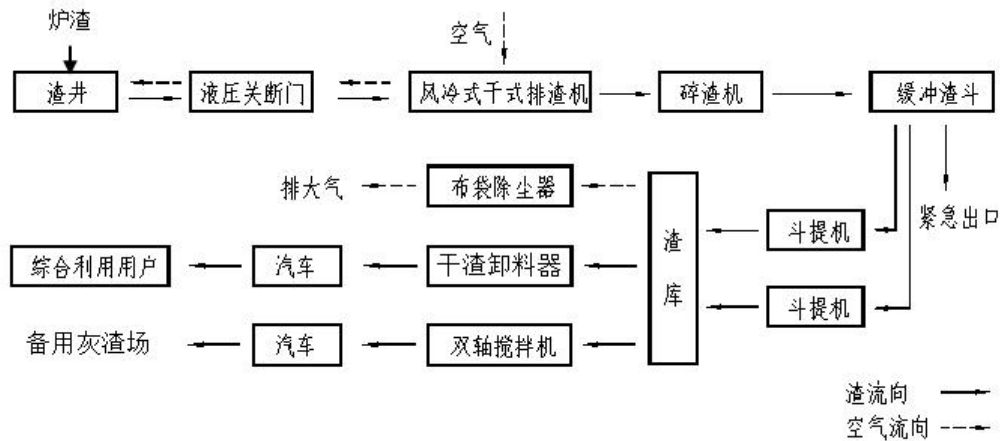 炉渣
空气
渣井
液压关断门
风冷式干式排渣机
碎渣机
缓冲渣斗
排大气
布袋除尘器
渣库
斗提机
紧急出口
综合利用用户
汽车
干渣卸料器
斗提机
备用灰渣场
汽车
双轴搅拌机
渣流向
空气流向